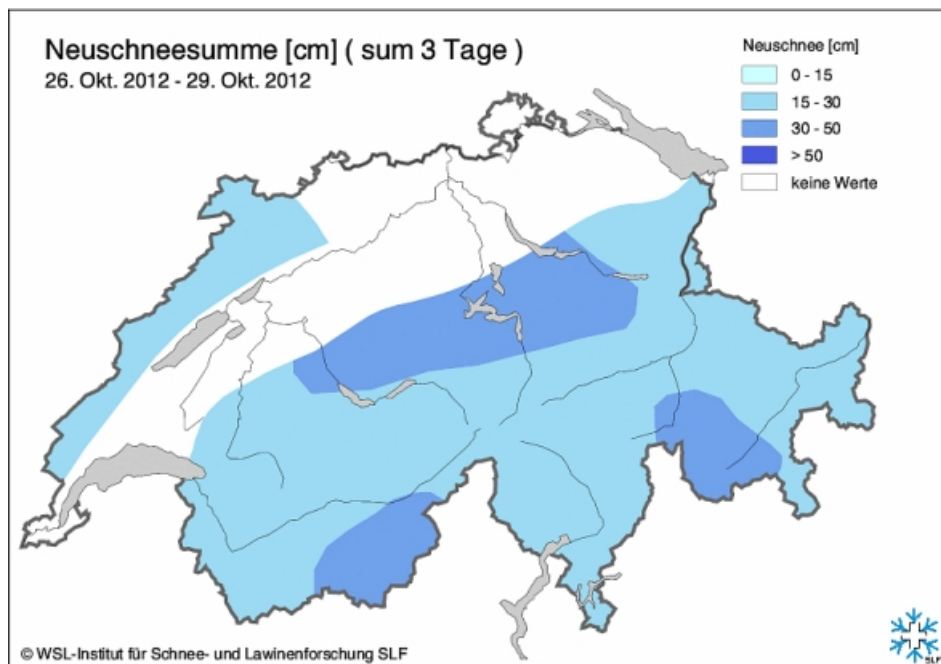 Neuschneesumme [cm] ( sum 3 Tage )
26. Okt. 2012 - 29. Okt. 2012
Neuschnee [cm]
0 - 15
15 - 30
30 - 50
> 50
keine Werte
© WSL-Institut für Schnee- und Lawinenforschung SLF
SLF